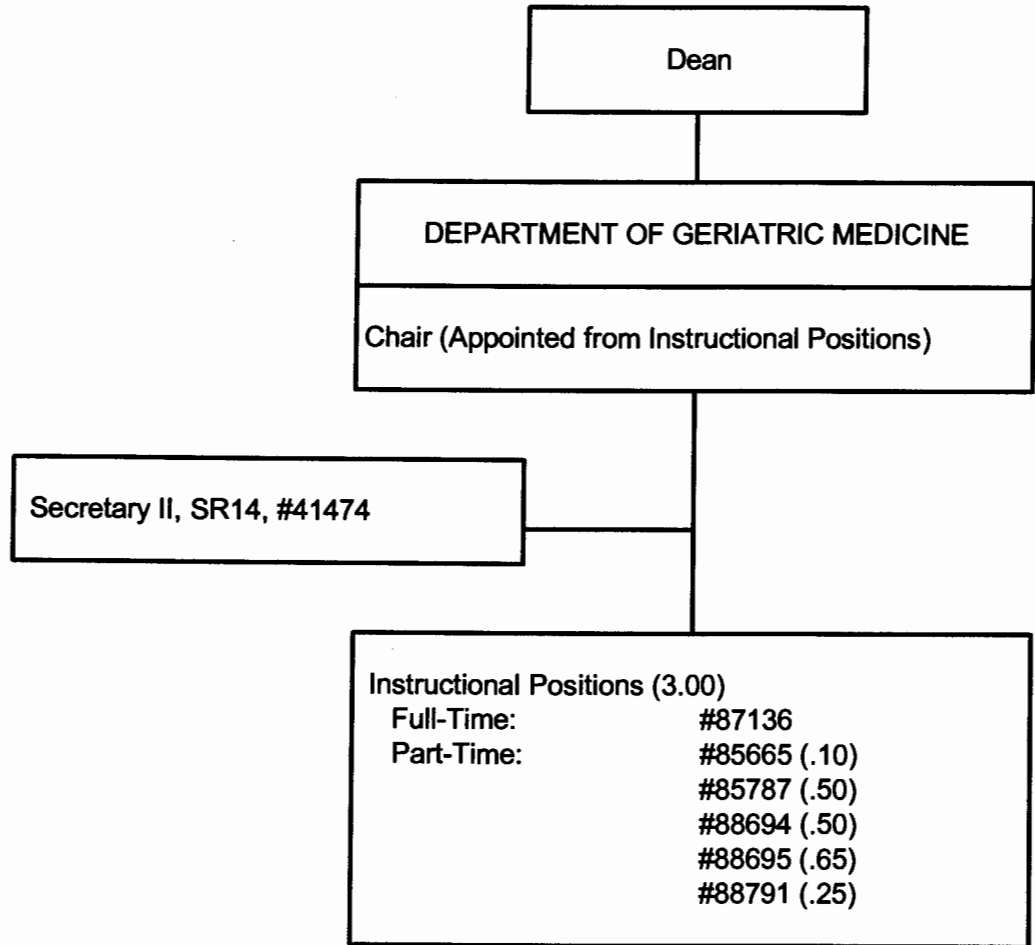 Dean
DEPARTMENT OF GERIATRIC MEDICINE
Chair (Appointed from Instructional Positions)
Secretary II, SR14, #41474
Instructional Positions (3.00)
Full-Time: #87136
Part-Time: #85665 (.10)
#85787 (.50)
#88694 (.50)
#88695 (.65)
#88791 (.25)